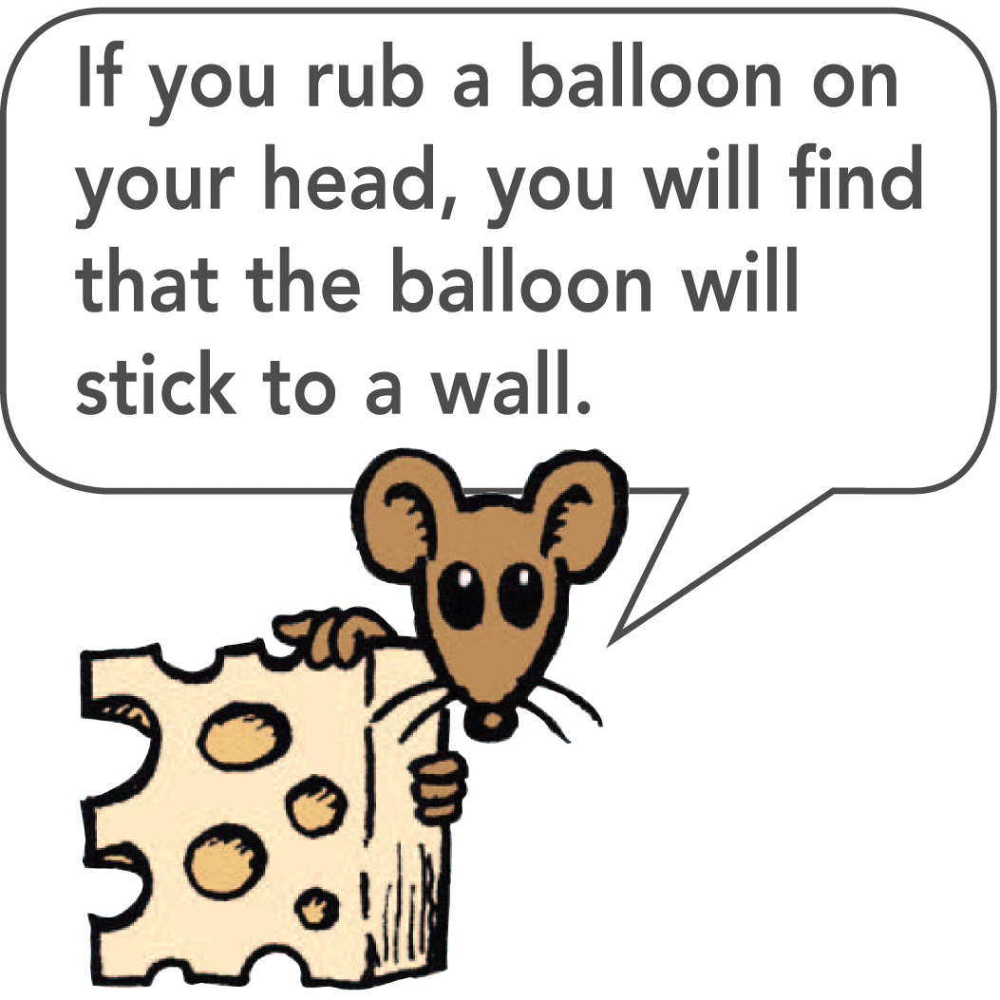 If you rub a balloon on
your head, you will find
that the balloon will
stick to a wall.